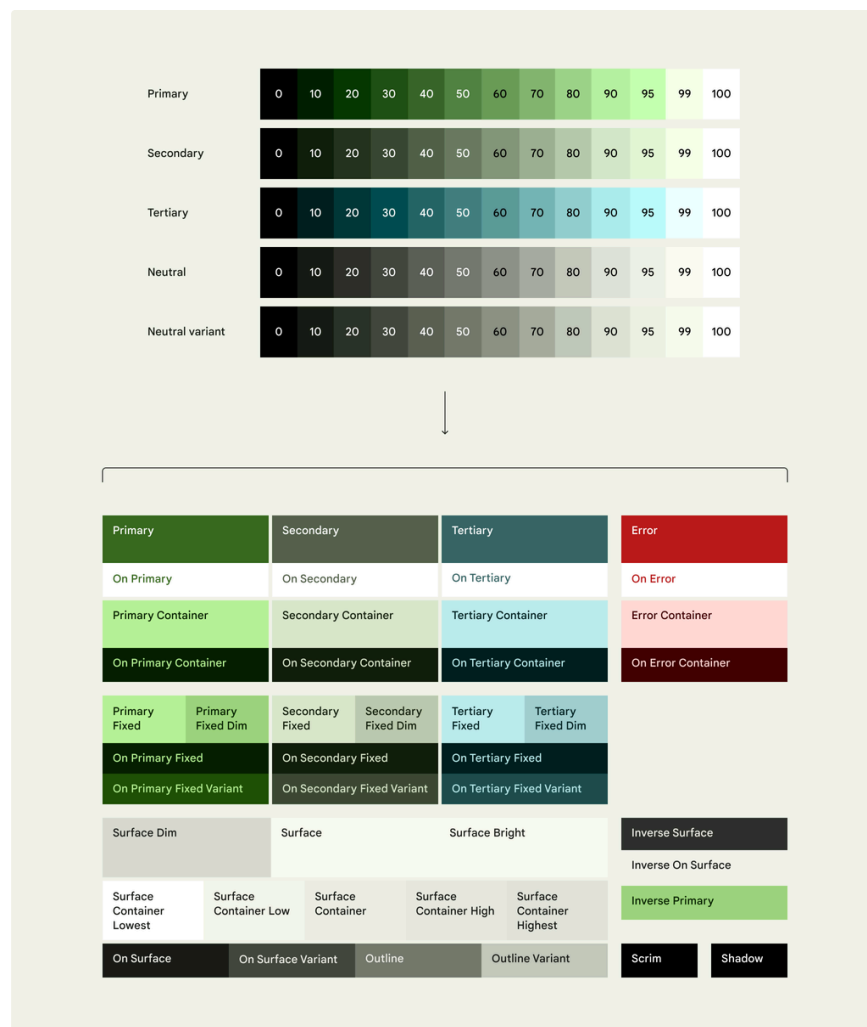 Primary 0 10 20 30 40 50 60 70 80 90 95 99 100
Secondary 0 10 20 30 40 50 60 70 80 90 95 99 100
Tertiary 0 10 20 30 40 50 60 70 80 90 95 99 100
Neutral 0 10 20 30 40 50 60 70 80 90 95 99 100
Neutral variant 0 10 20 30 40 50 60 70 80 90 95 99 100
Primary Secondary Tertiary Error
On Primary On Secondary On Tertiary On Error
Primary Container Secondary Container Tertiary Container Error Container
On Primary Container On Secondary Container On Tertiary Container On Error Container
Primary Primary Secondary Secondary Tertiary Tertiary
Fixed Fixed Dim Fixed Fixed Dim Fixed Fixed Dim
On Primary Fixed On Secondary Fixed On Tertiary Fixed
On Primary Fixed Variant On Secondary Fixed Variant On Tertiary Fixed Variant
Surface Dim Surface Surface Bright Inverse Surface
Inverse On Surface
Surface Surface Surface Surface Surface
Container Container Low Container Container High Container
Lowest Highest
Inverse Primary
On Surface On Surface Variant Outline Outline Variant Scrim Shadow